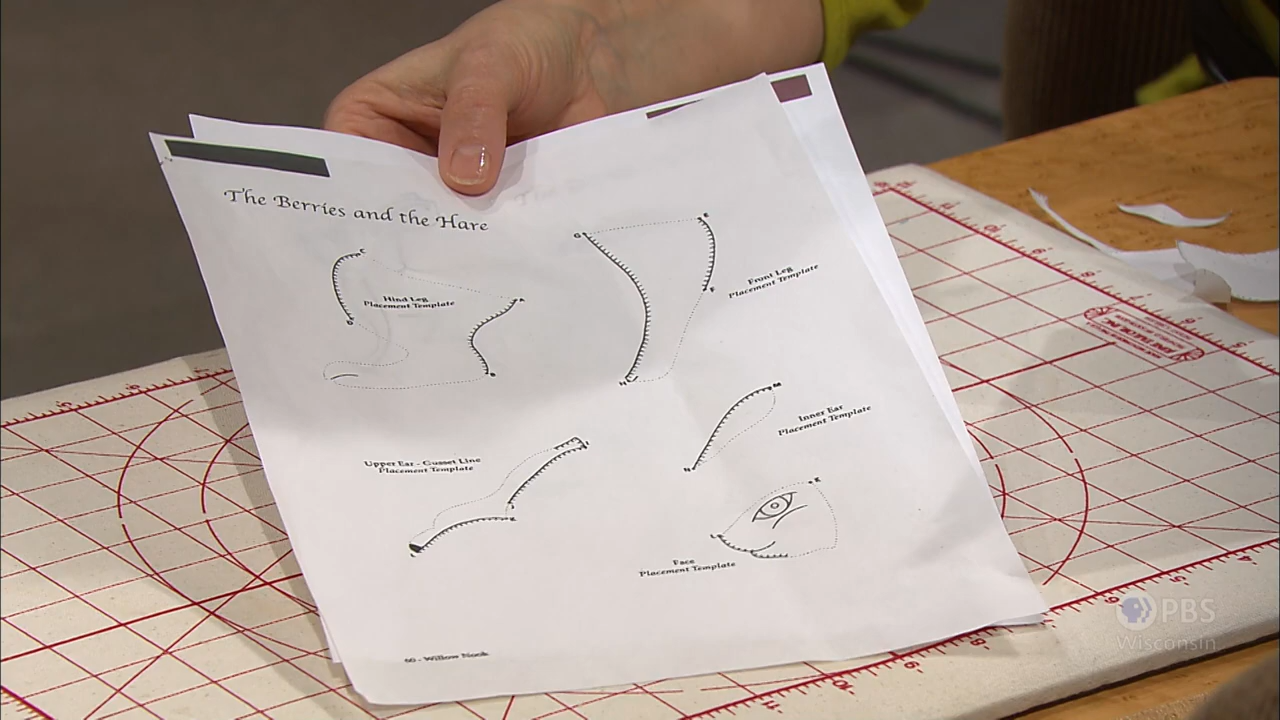 The Berries and the Hare
C
A
Hind Leg
Placement Template
D
B
G
E
Front Leg
Placement Template
F
H
M
Inner Ear
Placement Template
N
Upper Ear - Gusset Line
Placement Template
K
L
Face
Placement Template
60 - Willow Nook
PBS
Wisconsin